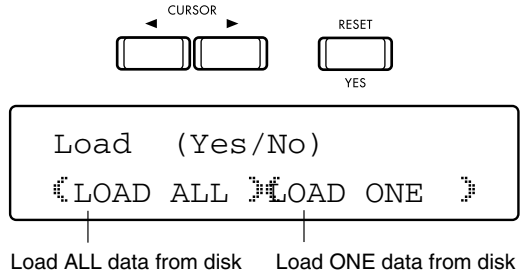 CURSOR
RESET
YES
Load (Yes/No)
LOAD ALL LOAD ONE
Load ALL data from disk Load ONE data from disk